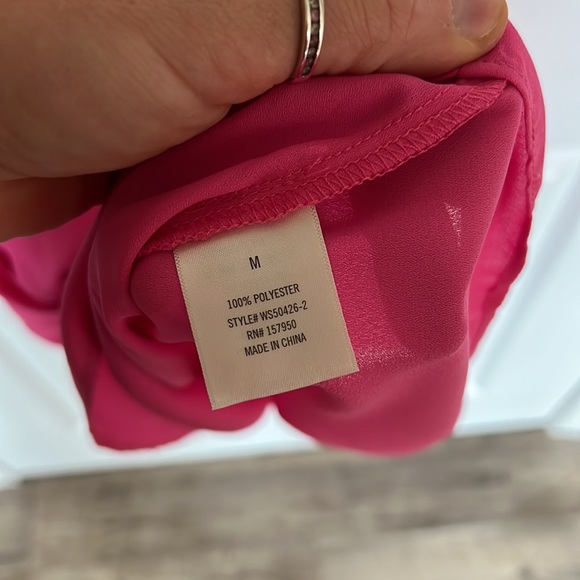 M
100% POLYESTER
STYLE# WS50426-2
RN# 157950
MADE IN CHINA